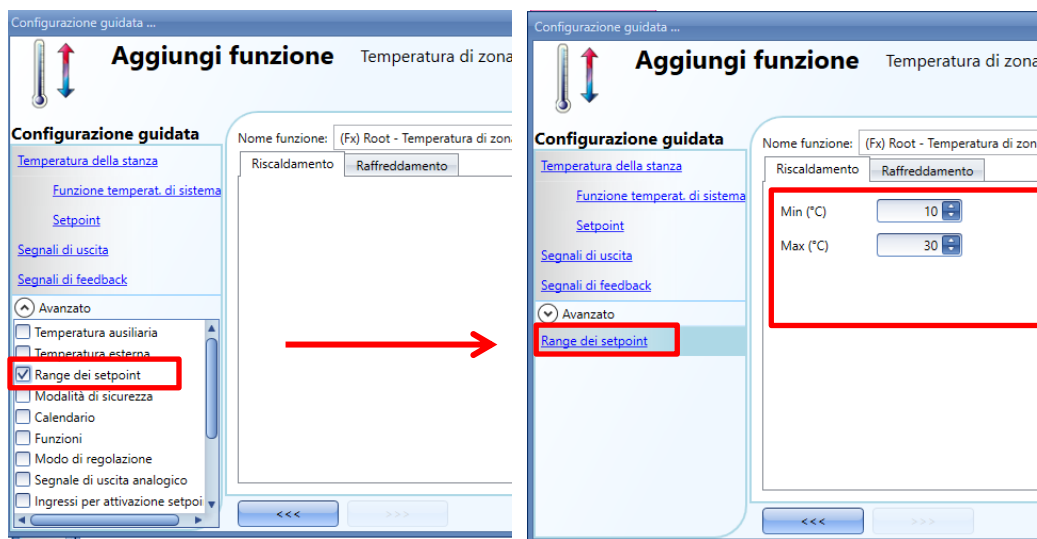 Configurazione guidata ...
Aggiungi funzione Temperatura di zona
Configurazione guidata
Temperatura della stanza
Funzione temperat. di sistema
Setpoint
Segnali di uscita
Segnali di feedback
Avanzato
Temperatura ausiliaria
Temperatura esterna
Range dei setpoint
Modalità di sicurezza
Calendario
Funzioni
Modo di regolazione
Segnale di uscita analogico
Ingressi per attivazione setpoi
Nome funzione: (Fx) Root - Temperatura di zon
Riscaldamento Raffreddamento
<<< >>>
Configurazione guidata ...
Aggiungi funzione Temperatura di zona
Configurazione guidata
Temperatura della stanza
Funzione temperat. di sistema
Setpoint
Segnali di uscita
Segnali di feedback
Avanzato
Range dei setpoint
Nome funzione: (Fx) Root - Temperatura di zon
Riscaldamento Raffreddamento
Min (°C) 10
Max (°C) 30
<<< >>>